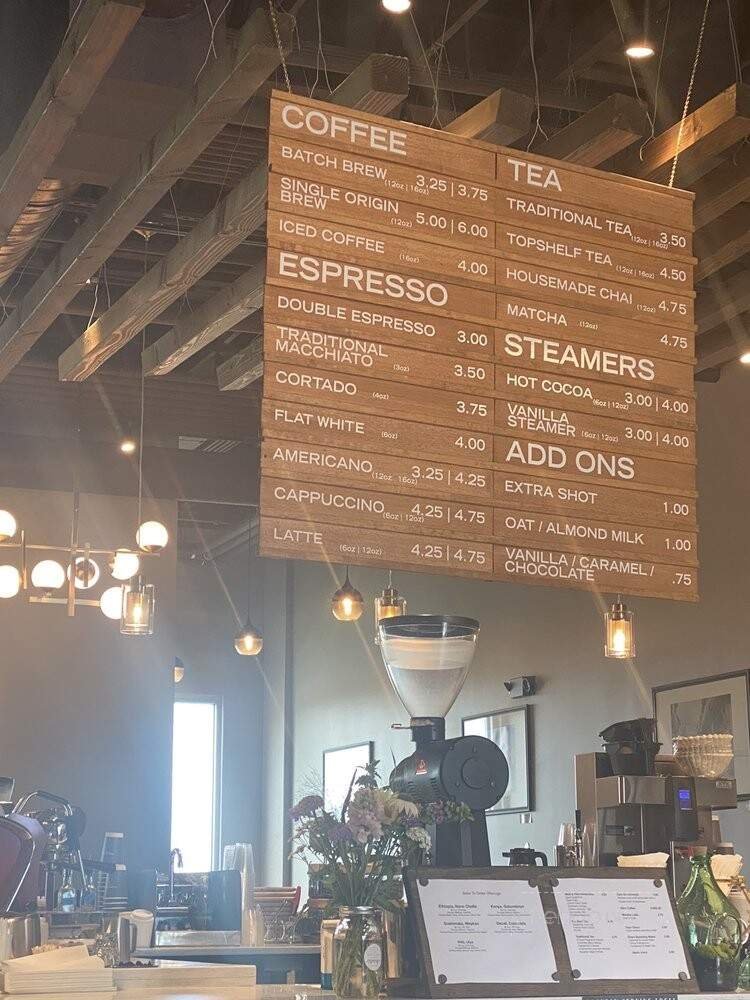 COFFEE
BATCH BREW (12oz | 16oz) 3.25 | 3.75
SINGLE ORIGIN
BREW (12oz) 5.00 | 6.00
ICED COFFEE (16oz) 4.00
ESPRESSO
DOUBLE ESPRESSO 3.00
TRADITIONAL
MACCHIATO (3oz) 3.50
CORTADO (4oz) 3.75
FLAT WHITE (6oz) 4.00
AMERICANO (12oz 16oz) 3.25 | 4.25
CAPPUCCINO (6oz | 12oz) 4.25 | 4.75
LATTE (6oz | 12oz) 4.25 | 4.75
TEA
TRADITIONAL TEA (12oz | 16oz) 3.50
TOPSHELF TEA (12oz | 16oz) 4.50
HOUSEMADE CHAI (12oz) 4.75
MATCHA (12oz) 4.75
STEAMERS
HOT COCOA (6oz | 12oz) 3.00 | 4.00
VANILLA
STEAMER (6oz | 12oz) 3.00 | 4.00
ADD ONS
EXTRA SHOT 1.00
OAT / ALMOND MILK 1.00
VANILLA / CARAMEL /
CHOCOLATE .75